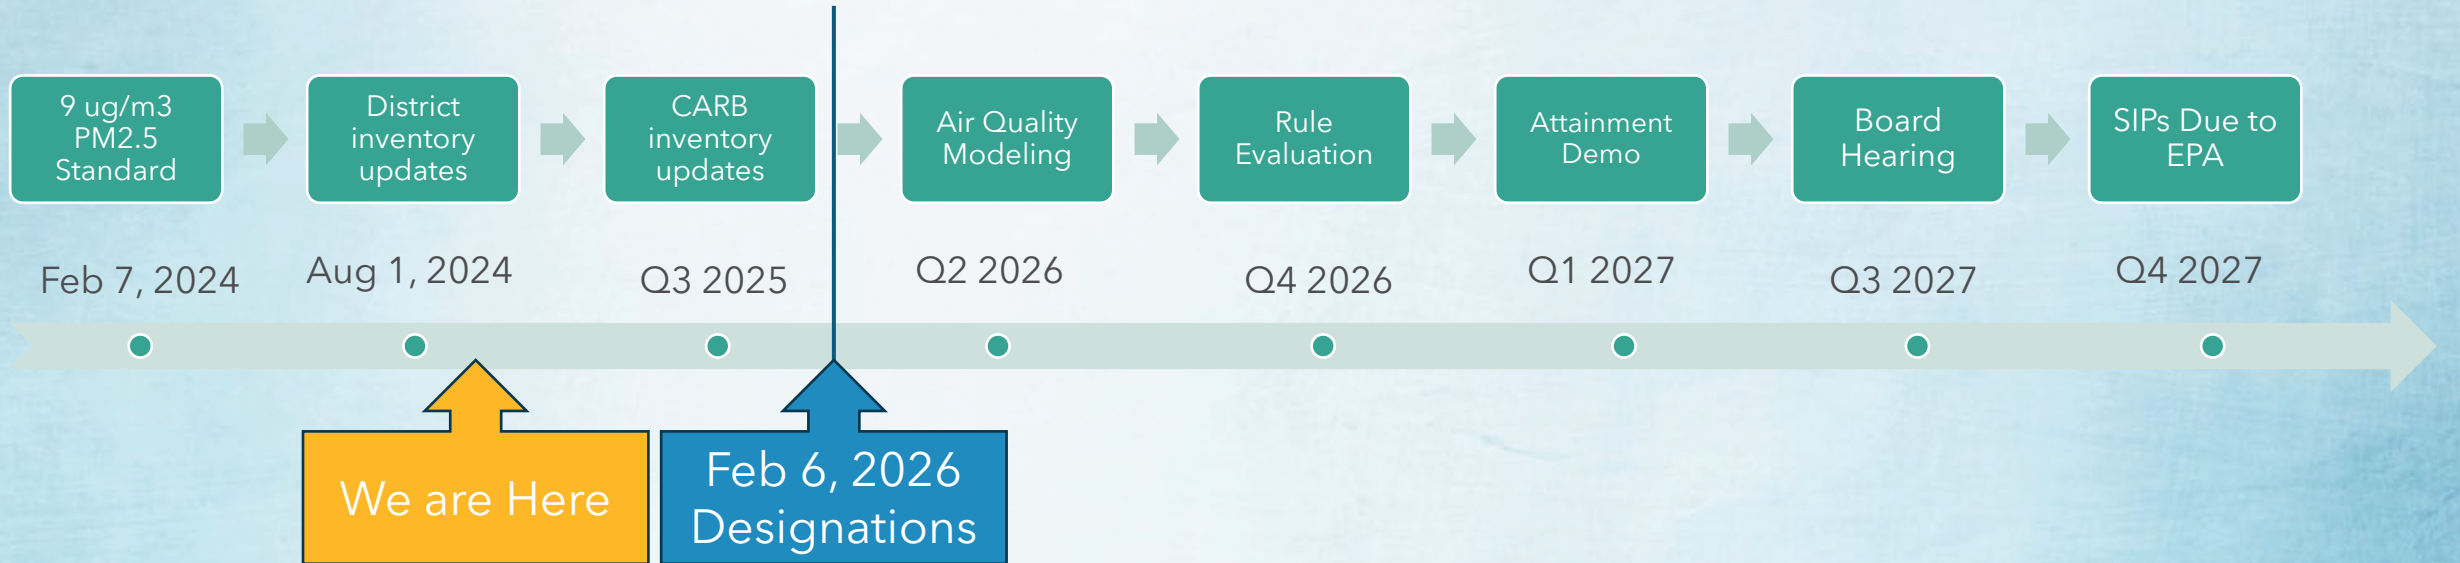 9 ug/m3
PM2.5
Standard
District
inventory
updates
CARB
inventory
updates
Air Quality
Modeling
Rule
Evaluation
Attainment
Demo
Board
Hearing
SIPs Due to
EPA
Feb 7, 2024
Aug 1, 2024
Q3 2025
Q2 2026
Q4 2026
Q1 2027
Q3 2027
Q4 2027
We are Here
Feb 6, 2026
Designations